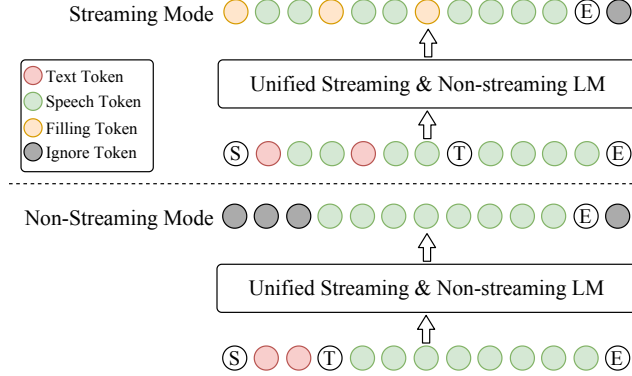 Streaming Mode
E
Unified Streaming & Non-streaming LM
Text Token
Speech Token
Filling Token
Ignore Token
S T E
Non-Streaming Mode
E
Unified Streaming & Non-streaming LM
S T E